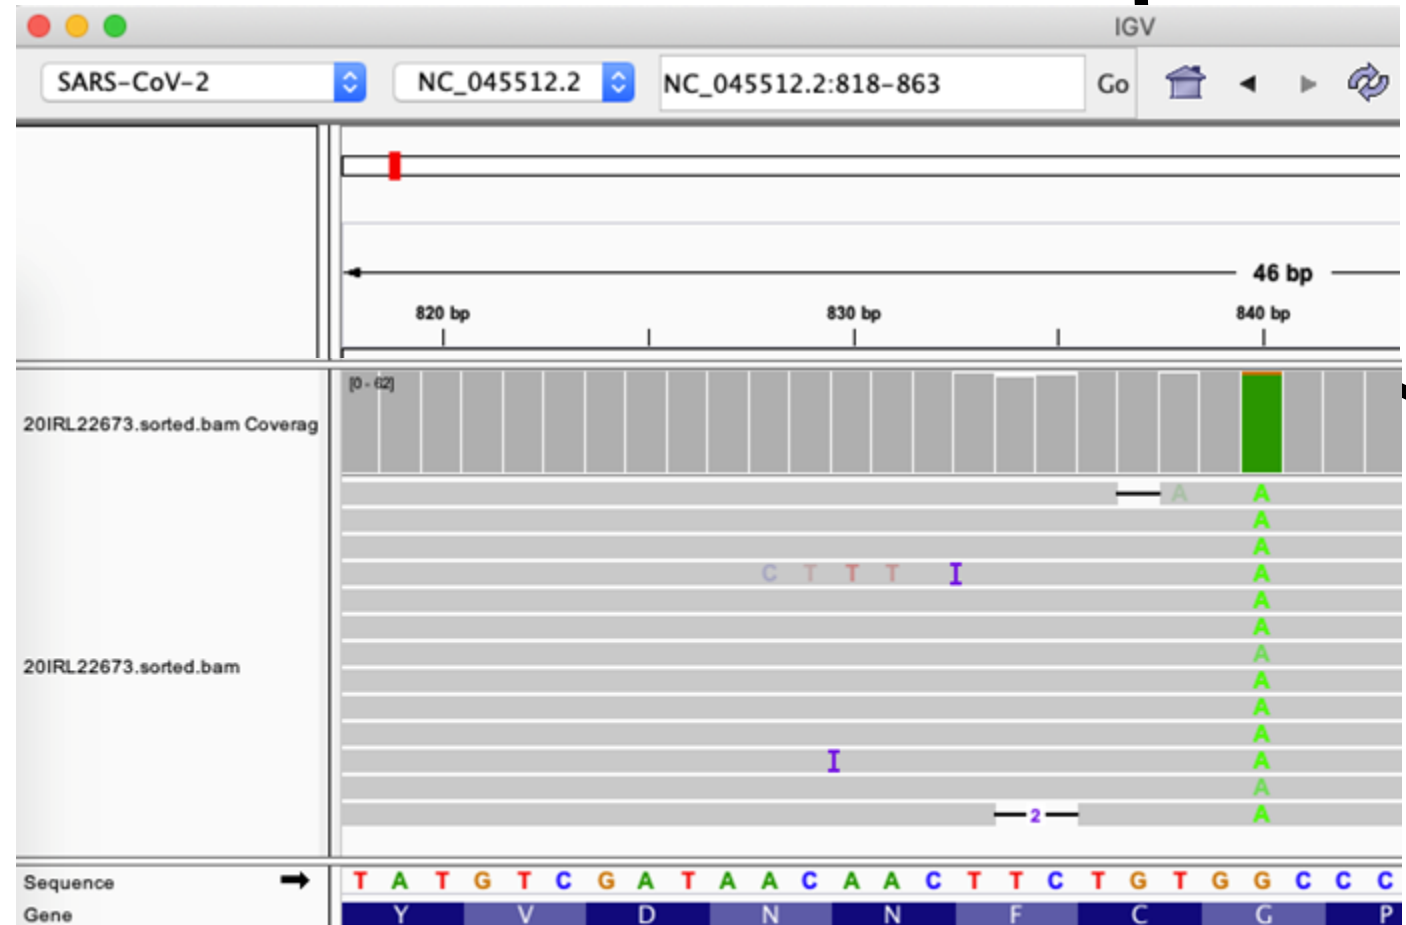 IGV
SARS-CoV-2 NC_045512.2 NC_045512.2:818-863 Go
46 bp
820 bp 830 bp 840 bp
[0 - 62]
20IRL22673.sorted.bam Coverag
A A
A
A
C T T T I A
A
A
A
20IRL22673.sorted.bam
A
A
A
I A
A
2 A
Sequence T A T G T C G A T A A C A A C T T C T G T G G C C C
Gene Y V D N N F C G P